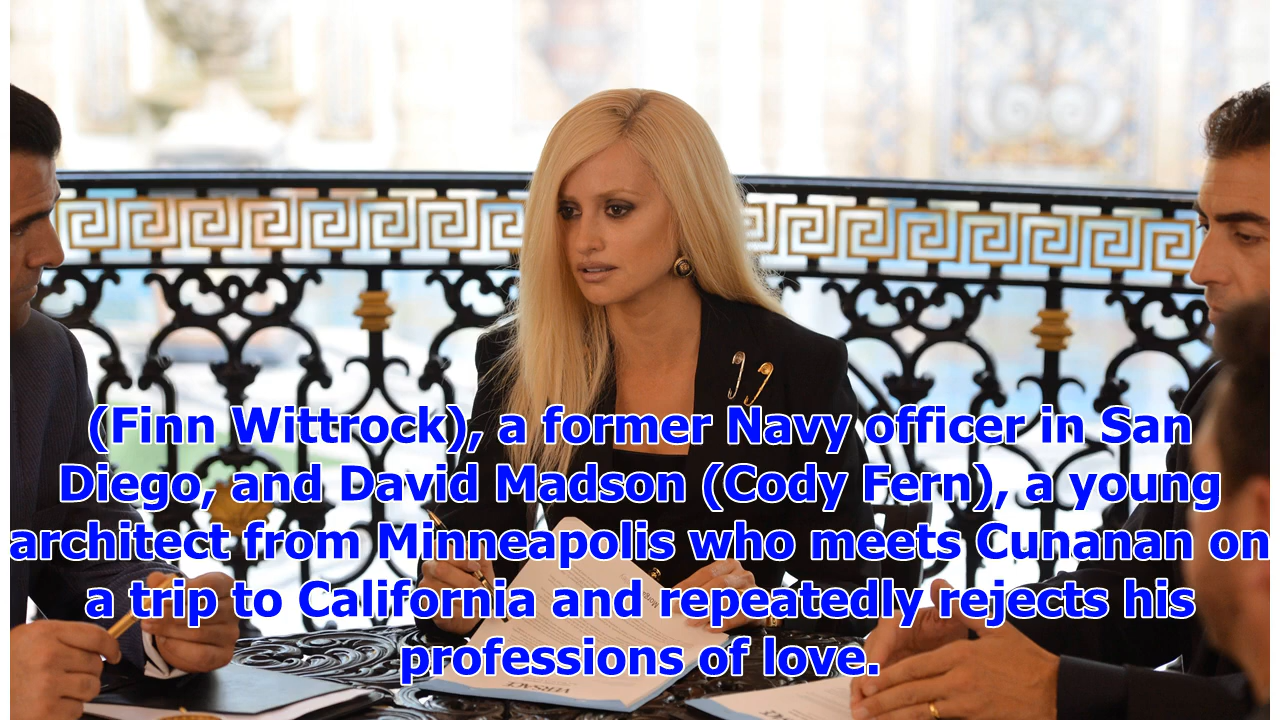 (Finn Wittrock), a former Navy officer in San
Diego, and David Madson (Cody Fern), a young
architect from Minneapolis who meets Cunanan on
a trip to California and repeatedly rejects his
professions of love.
VERSACE